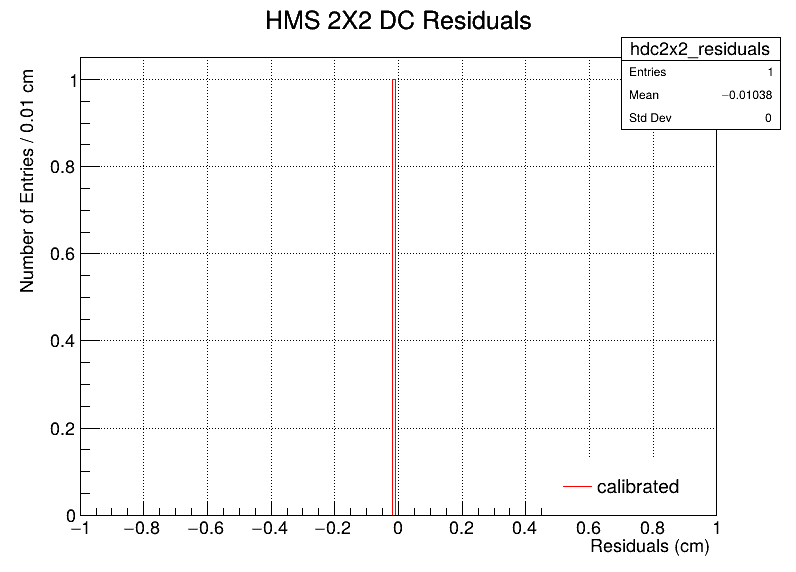 HMS 2X2 DC Residuals
hdc2x2_residuals
Entries 1
Mean −0.01038
Std Dev 0
Number of Entries / 0.01 cm
1
0.8
0.6
0.4
0.2
0
calibrated
−1 −0.8 −0.6 −0.4 −0.2 0 0.2 0.4 0.6 0.8 1
Residuals (cm)